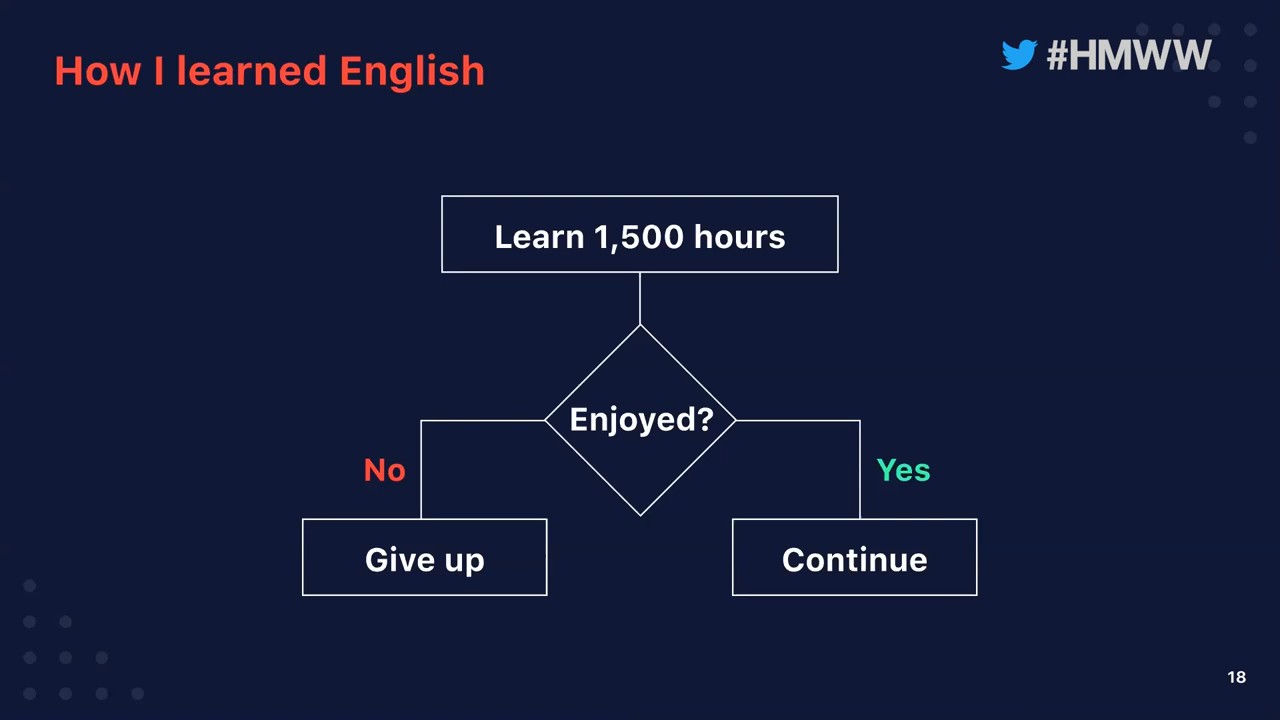 How I learned English
#HMWW
Learn 1,500 hours
Enjoyed?
No
Yes
Give up
Continue
18